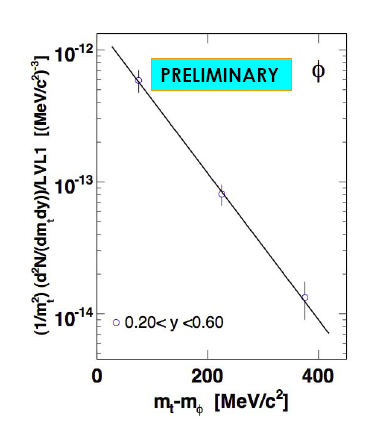 10⁻¹²
PRELIMINARY
ϕ
10⁻¹³
10⁻¹⁴
(1/m²ₜ) (d²N/(dmₜdy))/LVL1 [(MeV/c²)⁻³]
○ 0.20< y <0.60
0 200 400
mₜ-mϕ [MeV/c²]